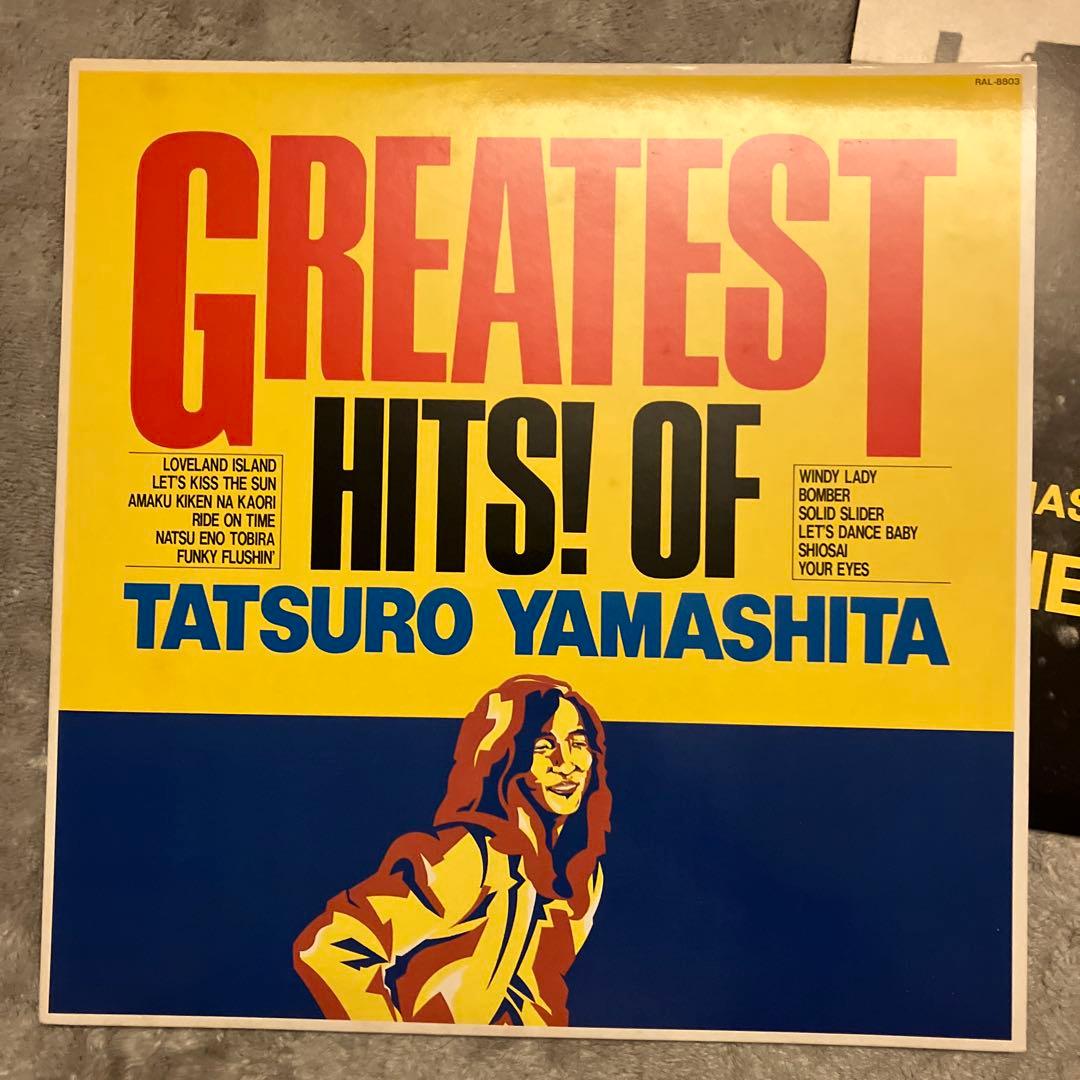 RAL-8803
GREATEST
HITS! OF
LOVELAND ISLAND
LET'S KISS THE SUN
AMAKU KIKEN NA KAORI
RIDE ON TIME
NATSU ENO TOBIRA
FUNKY FLUSHIN'
WINDY LADY
BOMBER
SOLID SLIDER
LET'S DANCE BABY
SHIOSAI
YOUR EYES
TATSURO YAMASHITA